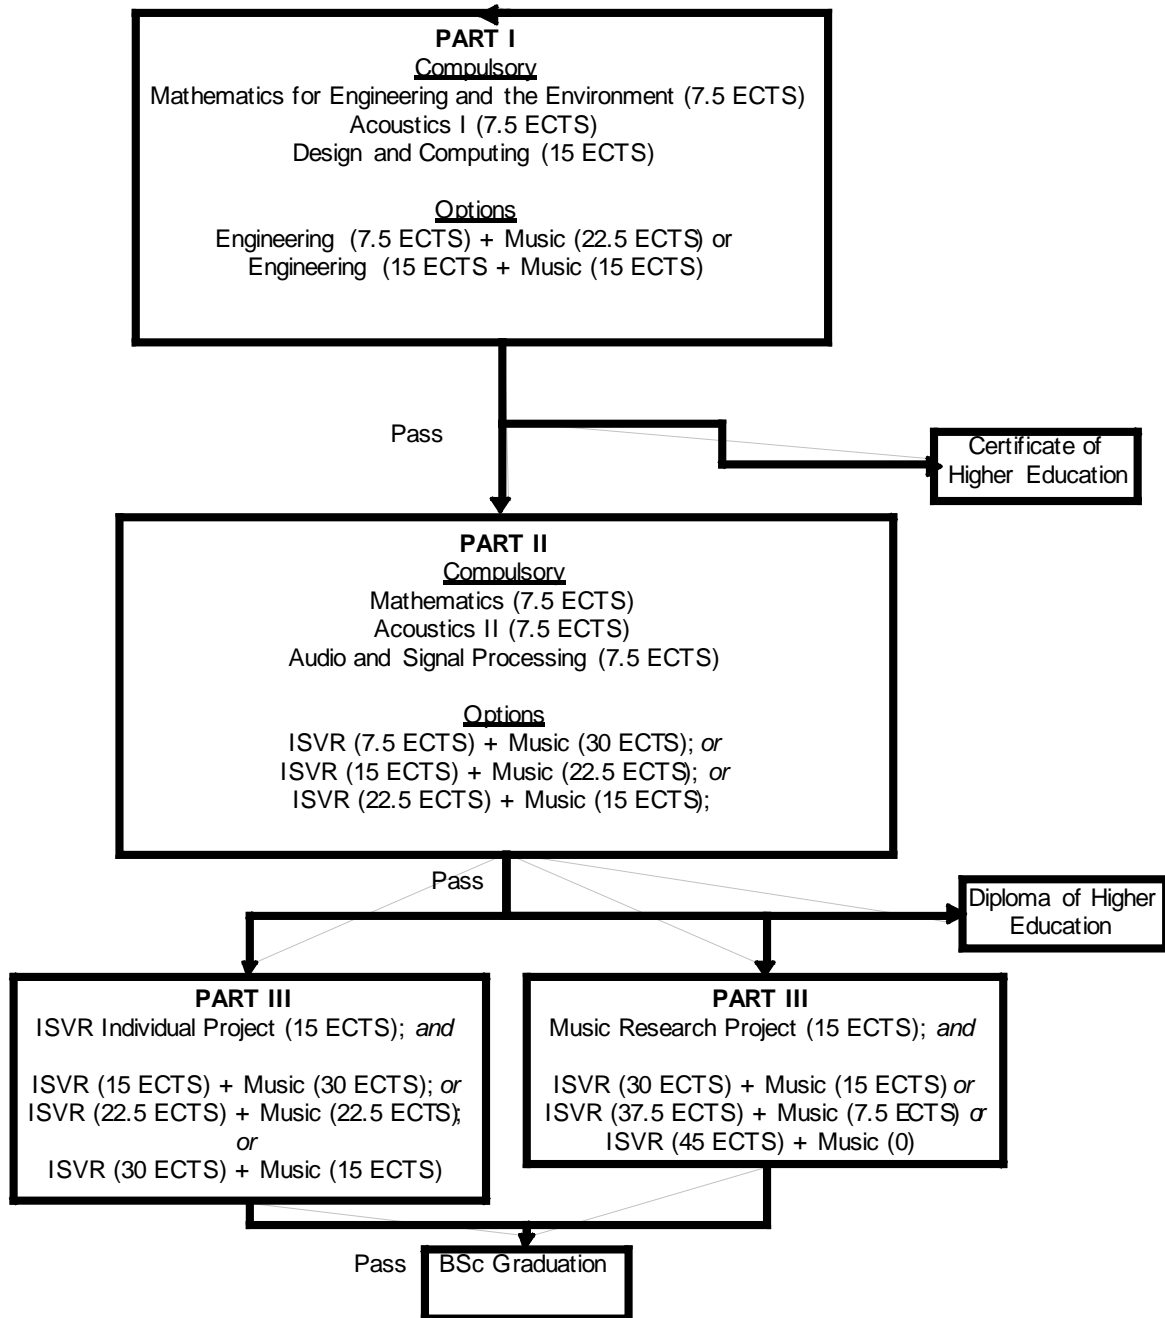 PART I
Compulsory
Mathematics for Engineering and the Environment (7.5 ECTS)
Acoustics I (7.5 ECTS)
Design and Computing (15 ECTS)
Options
Engineering (7.5 ECTS) + Music (22.5 ECTS) or
Engineering (15 ECTS + Music (15 ECTS)
Pass
Certificate of
Higher Education
PART II
Compulsory
Mathematics (7.5 ECTS)
Acoustics II (7.5 ECTS)
Audio and Signal Processing (7.5 ECTS)
Options
ISVR (7.5 ECTS) + Music (30 ECTS); or
ISVR (15 ECTS) + Music (22.5 ECTS); or
ISVR (22.5 ECTS) + Music (15 ECTS);
Pass
Diploma of Higher
Education
PART III
ISVR Individual Project (15 ECTS); and
ISVR (15 ECTS) + Music (30 ECTS); or
ISVR (22.5 ECTS) + Music (22.5 ECTS);
or
ISVR (30 ECTS) + Music (15 ECTS)
PART III
Music Research Project (15 ECTS); and
ISVR (30 ECTS) + Music (15 ECTS) or
ISVR (37.5 ECTS) + Music (7.5 ECTS) or
ISVR (45 ECTS) + Music (0)
Pass
BSc Graduation